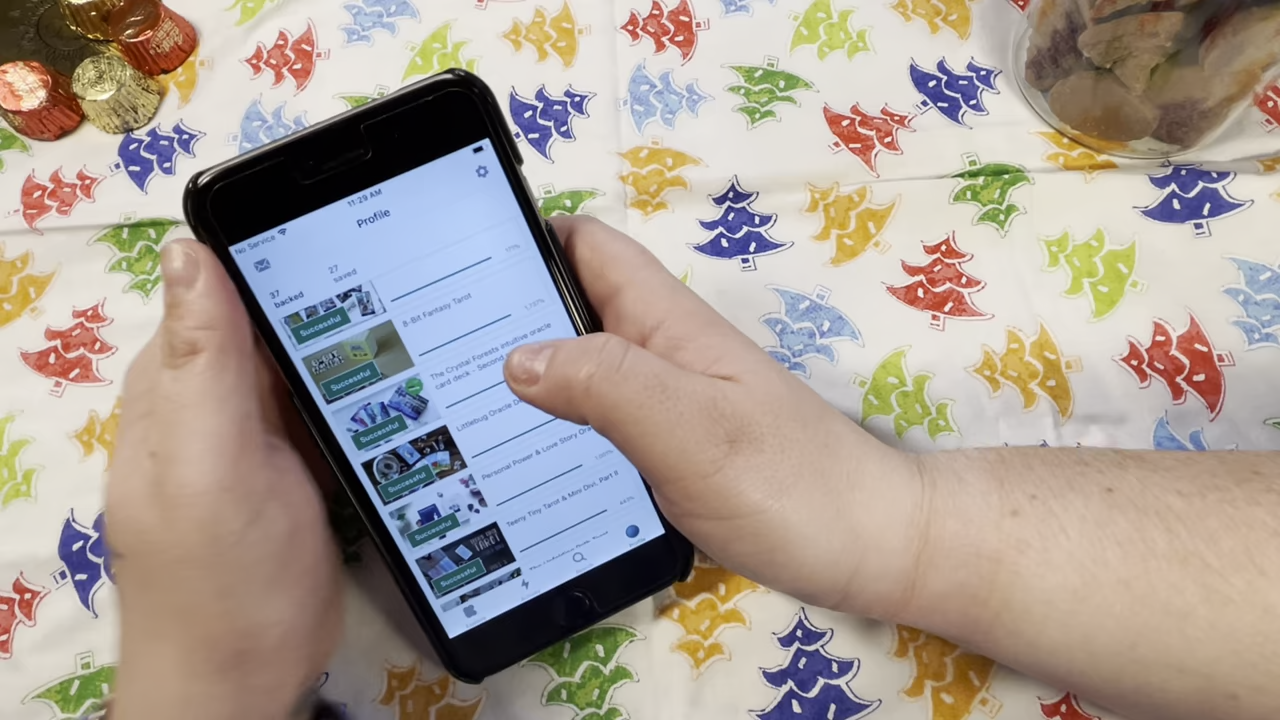 No Service
11:29 AM
Profile
37
backed
27
saved
Successful
8-Bit Fantasy Tarot
Successful
The Crystal Forests intuitive oracle
card deck - Second
Successful
Littlebug Oracle
Successful
Personal Power & Love Story
Successful
Teeny Tiny Tarot & Mini Divi, Part II
Successful